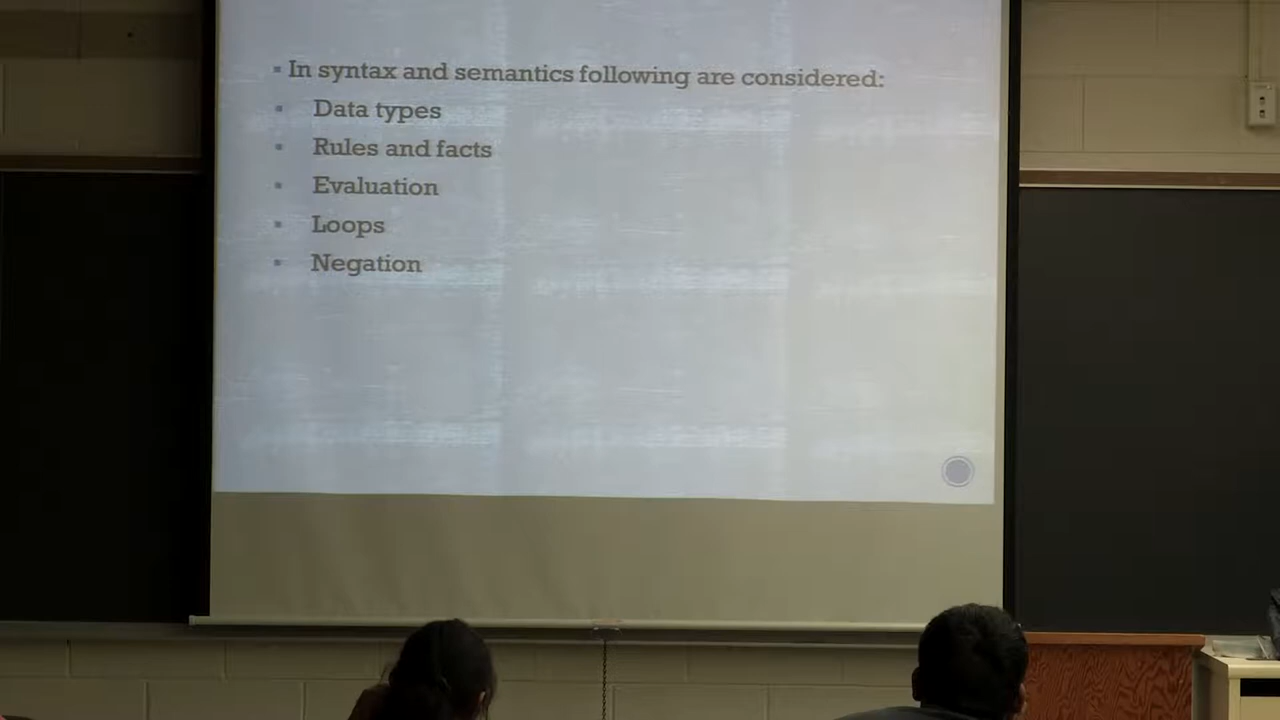 ▪ In syntax and semantics following are considered:
▪ Data types
▪ Rules and facts
▪ Evaluation
▪ Loops
▪ Negation